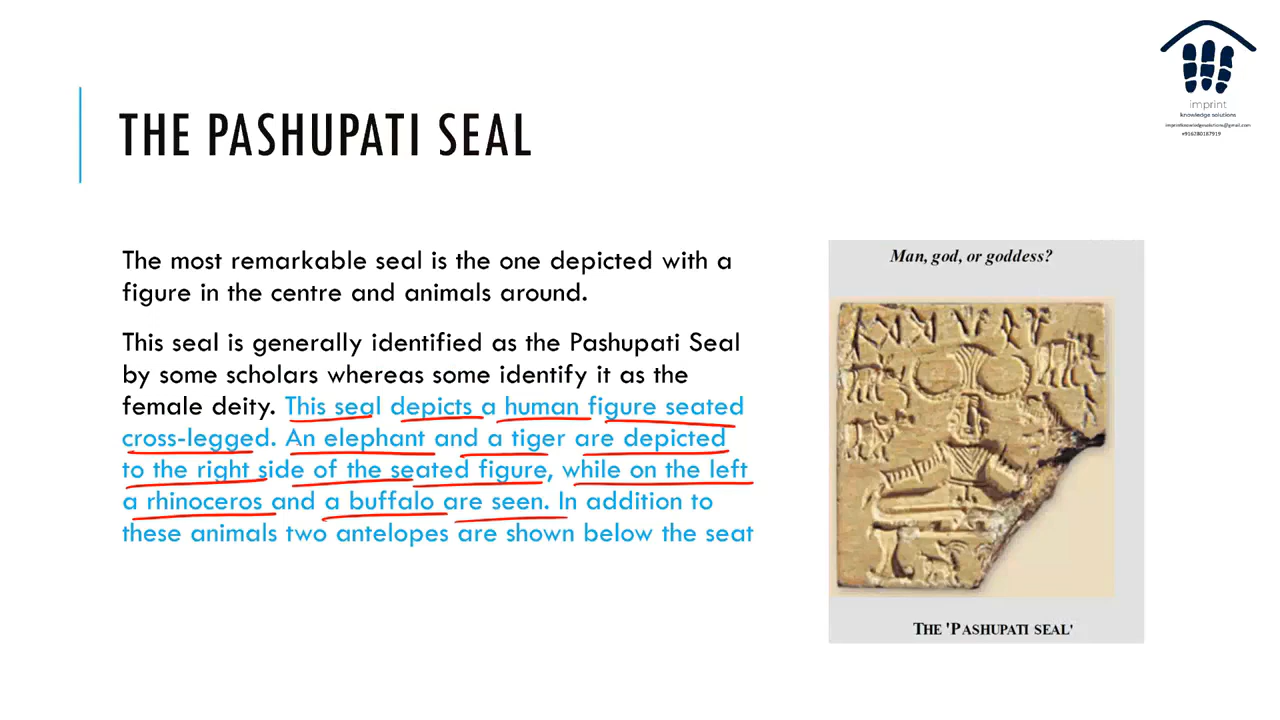 imprint
knowledge solutions
imprintknowledgesolutions@gmail.com
+916280187919
THE PASHUPATI SEAL
The most remarkable seal is the one depicted with a
figure in the centre and animals around.
This seal is generally identified as the Pashupati Seal
by some scholars whereas some identify it as the
female deity. This seal depicts a human figure seated
cross-legged. An elephant and a tiger are depicted
to the right side of the seated figure, while on the left
a rhinoceros and a buffalo are seen. In addition to
these animals two antelopes are shown below the seat
Man, god, or goddess?
THE 'PASHUPATI SEAL'